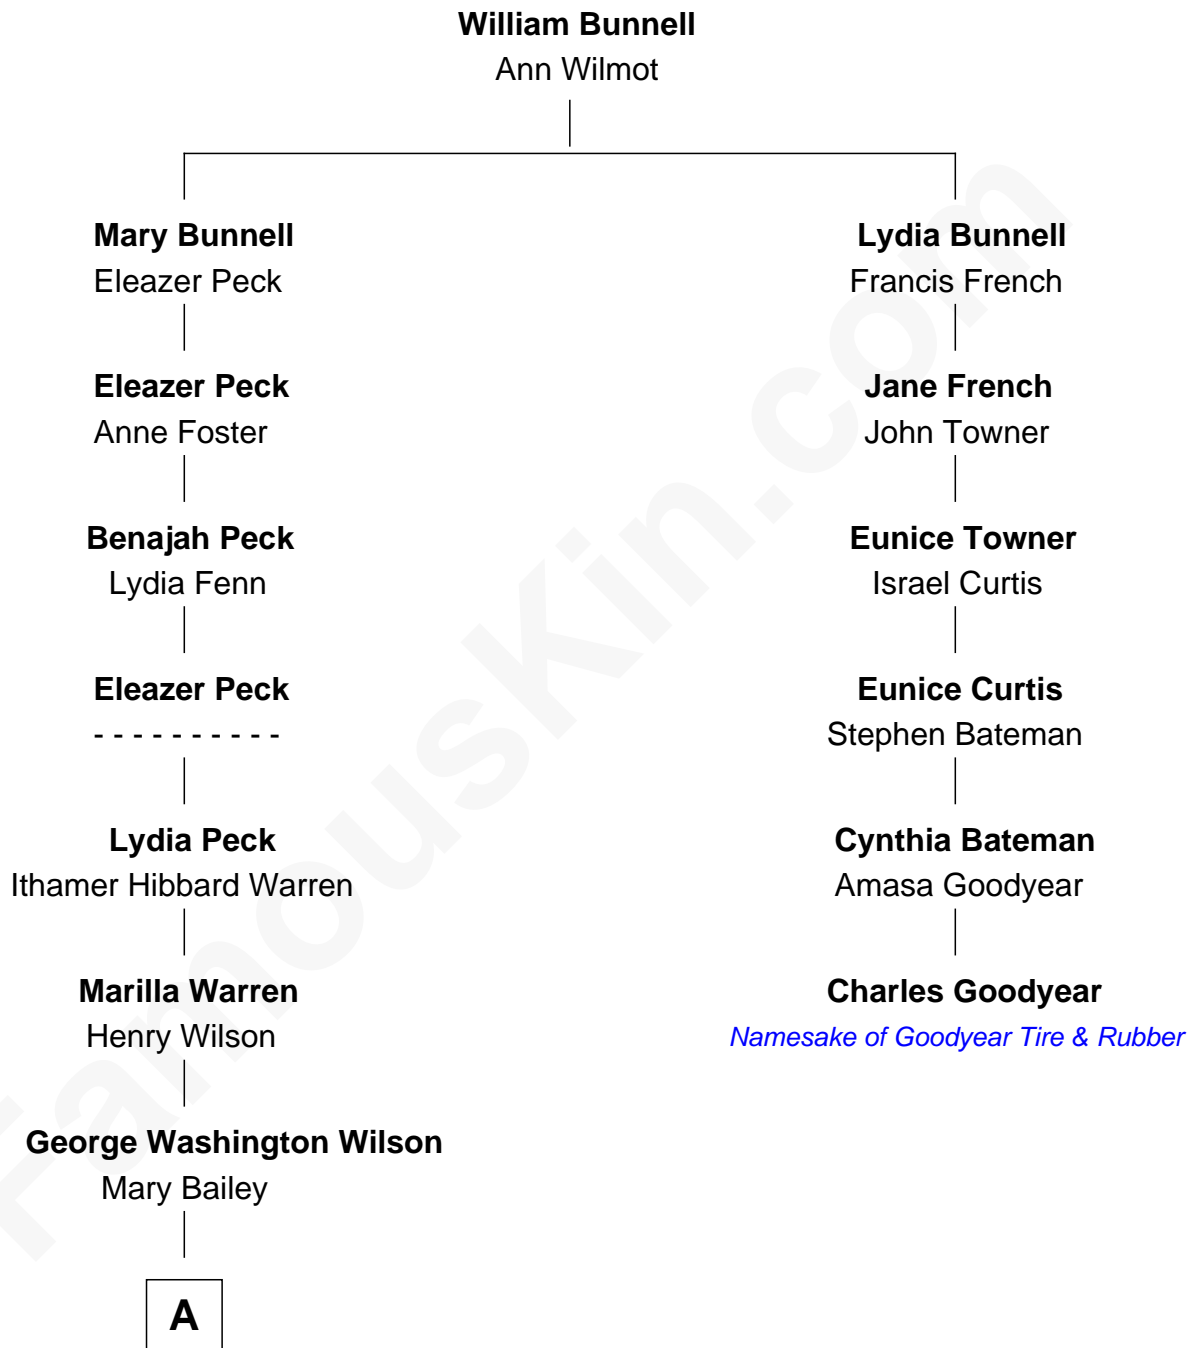 William Bunnell
Ann Wilmot
Mary Bunnell
Eleazer Peck
Lydia Bunnell
Francis French
Eleazer Peck
Anne Foster
Jane French
John Towner
Benajah Peck
Lydia Fenn
Eunice Towner
Israel Curtis
Eleazer Peck
- - - - - - - - - -
Eunice Curtis
Stephen Bateman
Lydia Peck
Ithamer Hibbard Warren
Cynthia Bateman
Amasa Goodyear
Marilla Warren
Henry Wilson
Charles Goodyear
Namesake of Goodyear Tire & Rubber
George Washington Wilson
Mary Bailey
A
FamousKin.com